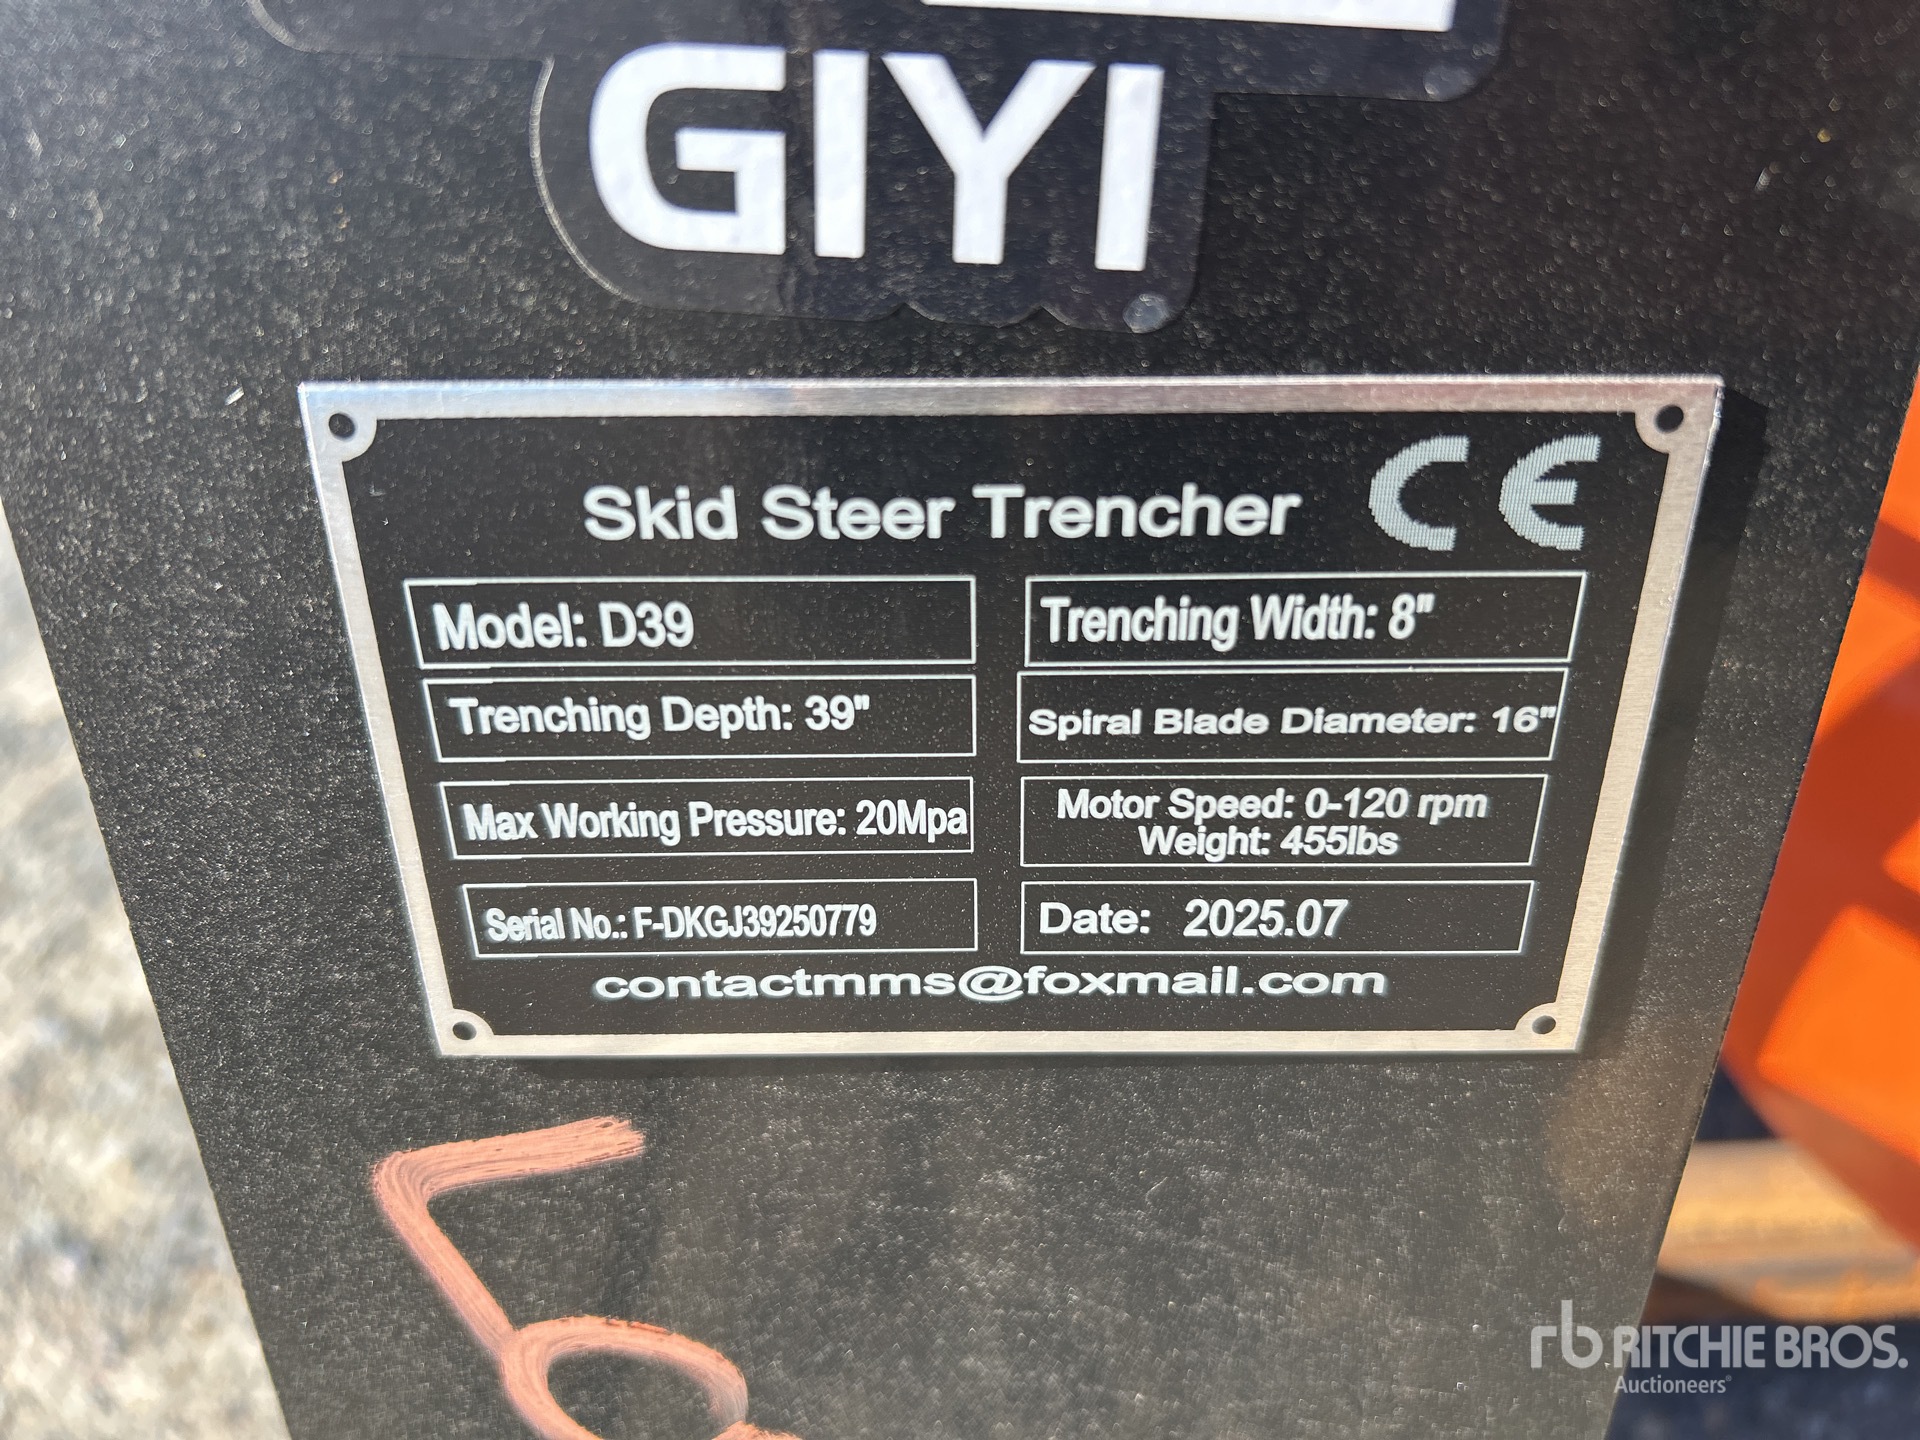 GIYI
Skid Steer Trencher CE
Model: D39
Trenching Width: 8"
Trenching Depth: 39"
Spiral Blade Diameter: 16"
Max Working Pressure: 20Mpa
Motor Speed: 0-120 rpm
Weight: 455lbs
Serial No.: F-DKGJ39250779
Date: 2025.07
contactmms@foxmail.com
rb RITCHIE BROS.
Auctioneers®